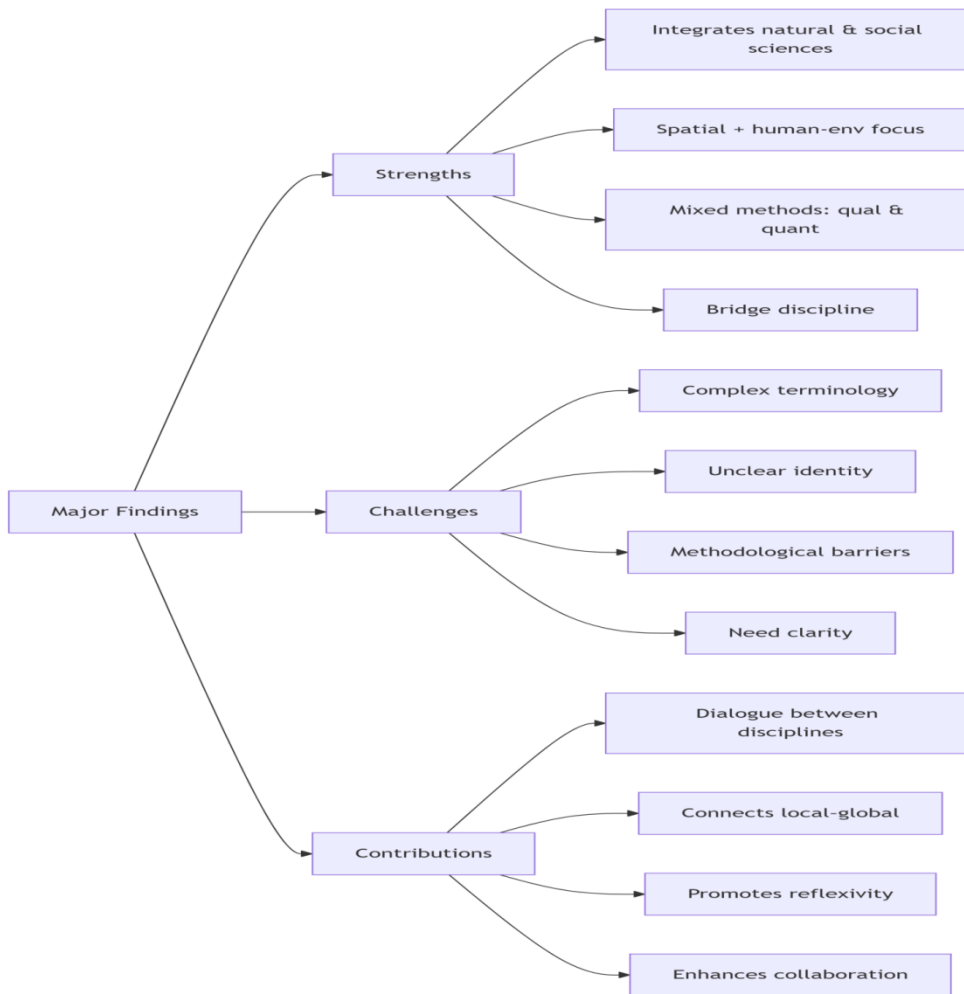 Integrates natural & social
sciences
Spatial + human-env focus
Strengths
Mixed methods: qual &
quant
Bridge discipline
Complex terminology
Unclear identity
Major Findings
Challenges
Methodological barriers
Need clarity
Dialogue between
disciplines
Connects local-global
Contributions
Promotes reflexivity
Enhances collaboration